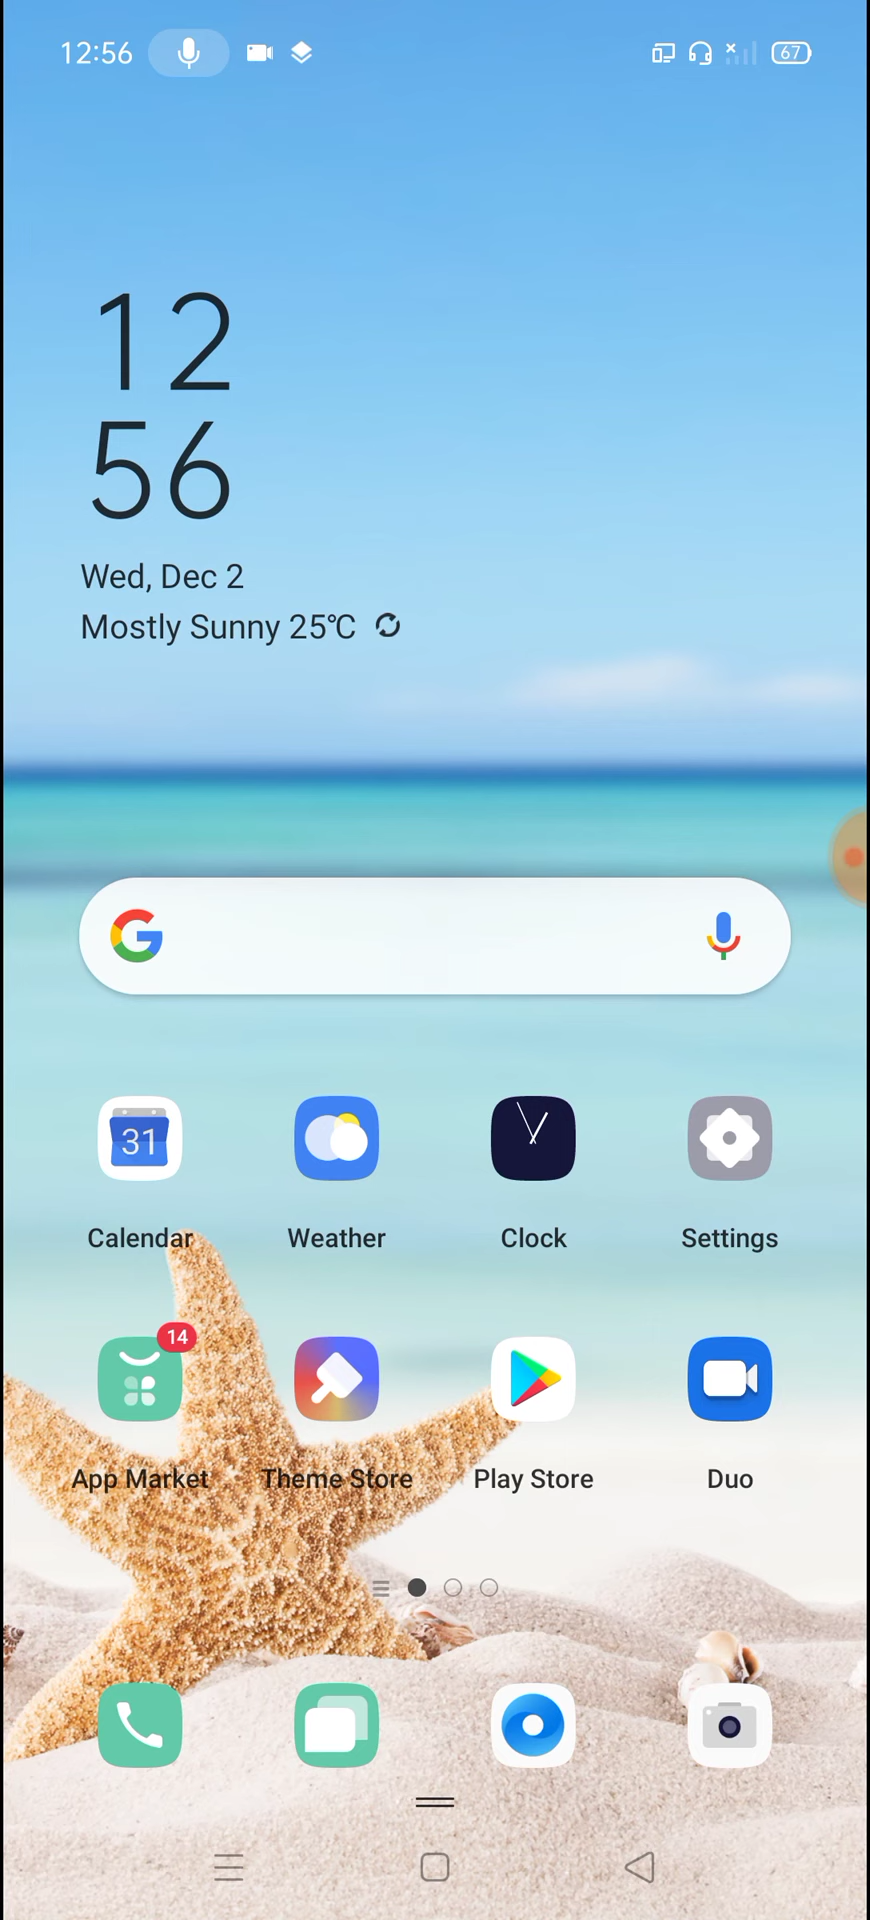 12:56
67
12
56
Wed, Dec 2
Mostly Sunny 25℃
31
Calendar
Weather
Clock
Settings
14
App Market
Theme Store
Play Store
Duo